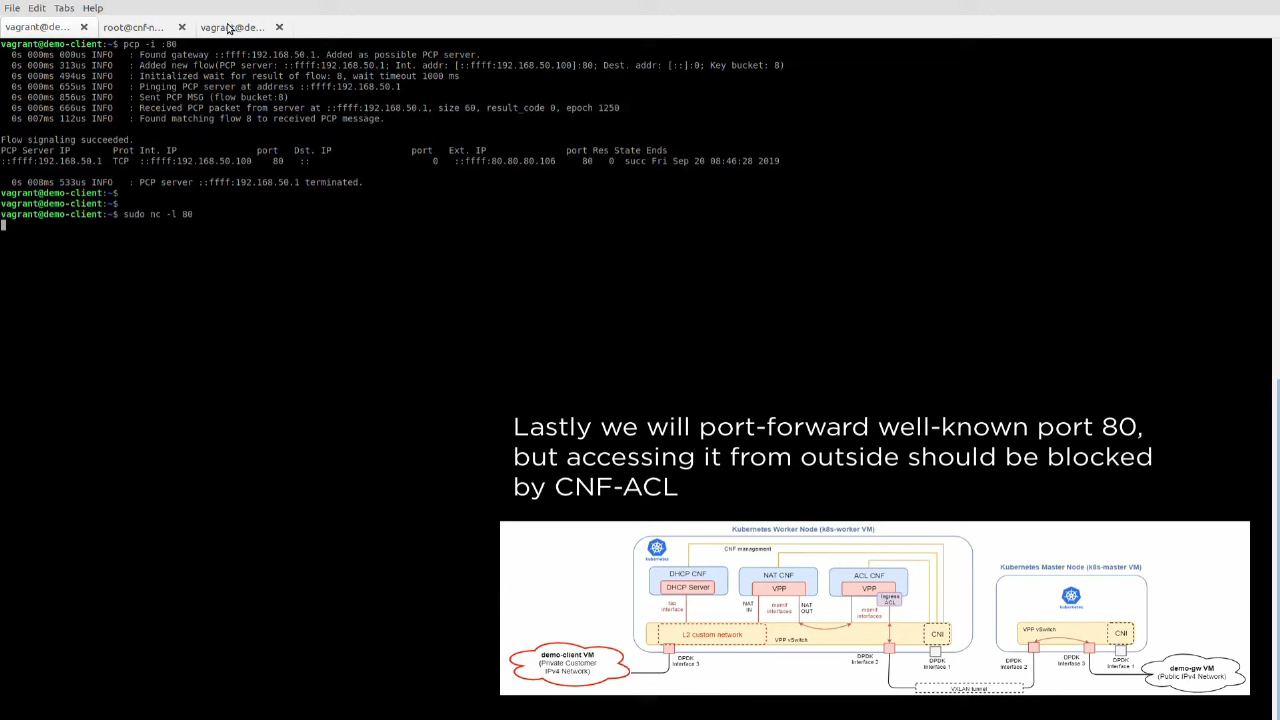 File Edit Tabs Help
vagrant@de... × root@cnf-n... × vagrant@de... ×
vagrant@demo-client:~$ pcp -i :80
0s 000ms 000us INFO : Found gateway ::ffff:192.168.50.1. Added as possible PCP server.
0s 000ms 313us INFO : Added new flow(PCP server: ::ffff:192.168.50.1; Int. addr: [::ffff:192.168.50.100]:80; Dest. addr: [::]:0; Key bucket: 8)
0s 000ms 494us INFO : Initialized wait for result of flow: 8, wait timeout 1000 ms
0s 000ms 655us INFO : Pinging PCP server at address ::ffff:192.168.50.1
0s 000ms 856us INFO : Sent PCP MSG (flow bucket:8)
0s 006ms 666us INFO : Received PCP packet from server at ::ffff:192.168.50.1, size 60, result_code 0, epoch 1250
0s 007ms 112us INFO : Found matching flow 8 to received PCP message.
Flow signaling succeeded.
PCP Server IP Prot Int. IP port Dst. IP port Ext. IP port Res State Ends
::ffff:192.168.50.1 TCP ::ffff:192.168.50.100 80 :: 0 ::ffff:80.80.80.106 80 0 succ Fri Sep 20 08:46:28 2019
0s 008ms 533us INFO : PCP server ::ffff:192.168.50.1 terminated.
vagrant@demo-client:~$
vagrant@demo-client:~$
vagrant@demo-client:~$ sudo nc -l 80
Lastly we will port-forward well-known port 80,
but accessing it from outside should be blocked
by CNF-ACL
Kubernetes Worker Node (k8s-worker VM)
kubernetes
CNF management
DHCP CNF
DHCP Server
NAT CNF
VPP
ACL CNF
VPP
Ingress
ACL
tap
interface
NAT
IN
memif
interfaces
NAT
OUT
memif
interfaces
L2 custom network
VPP vSwitch
CNI
DPDK
Interface 3
DPDK
Interface 2
DPDK
Interface 1
demo-client VM
(Private Customer
IPv4 Network)
VXLAN tunnel
Kubernetes Master Node (k8s-master VM)
kubernetes
VPP vSwitch
CNI
DPDK
Interface 2
DPDK
Interface 3
DPDK
Interface 1
demo-gw VM
(Public IPv4 Network)